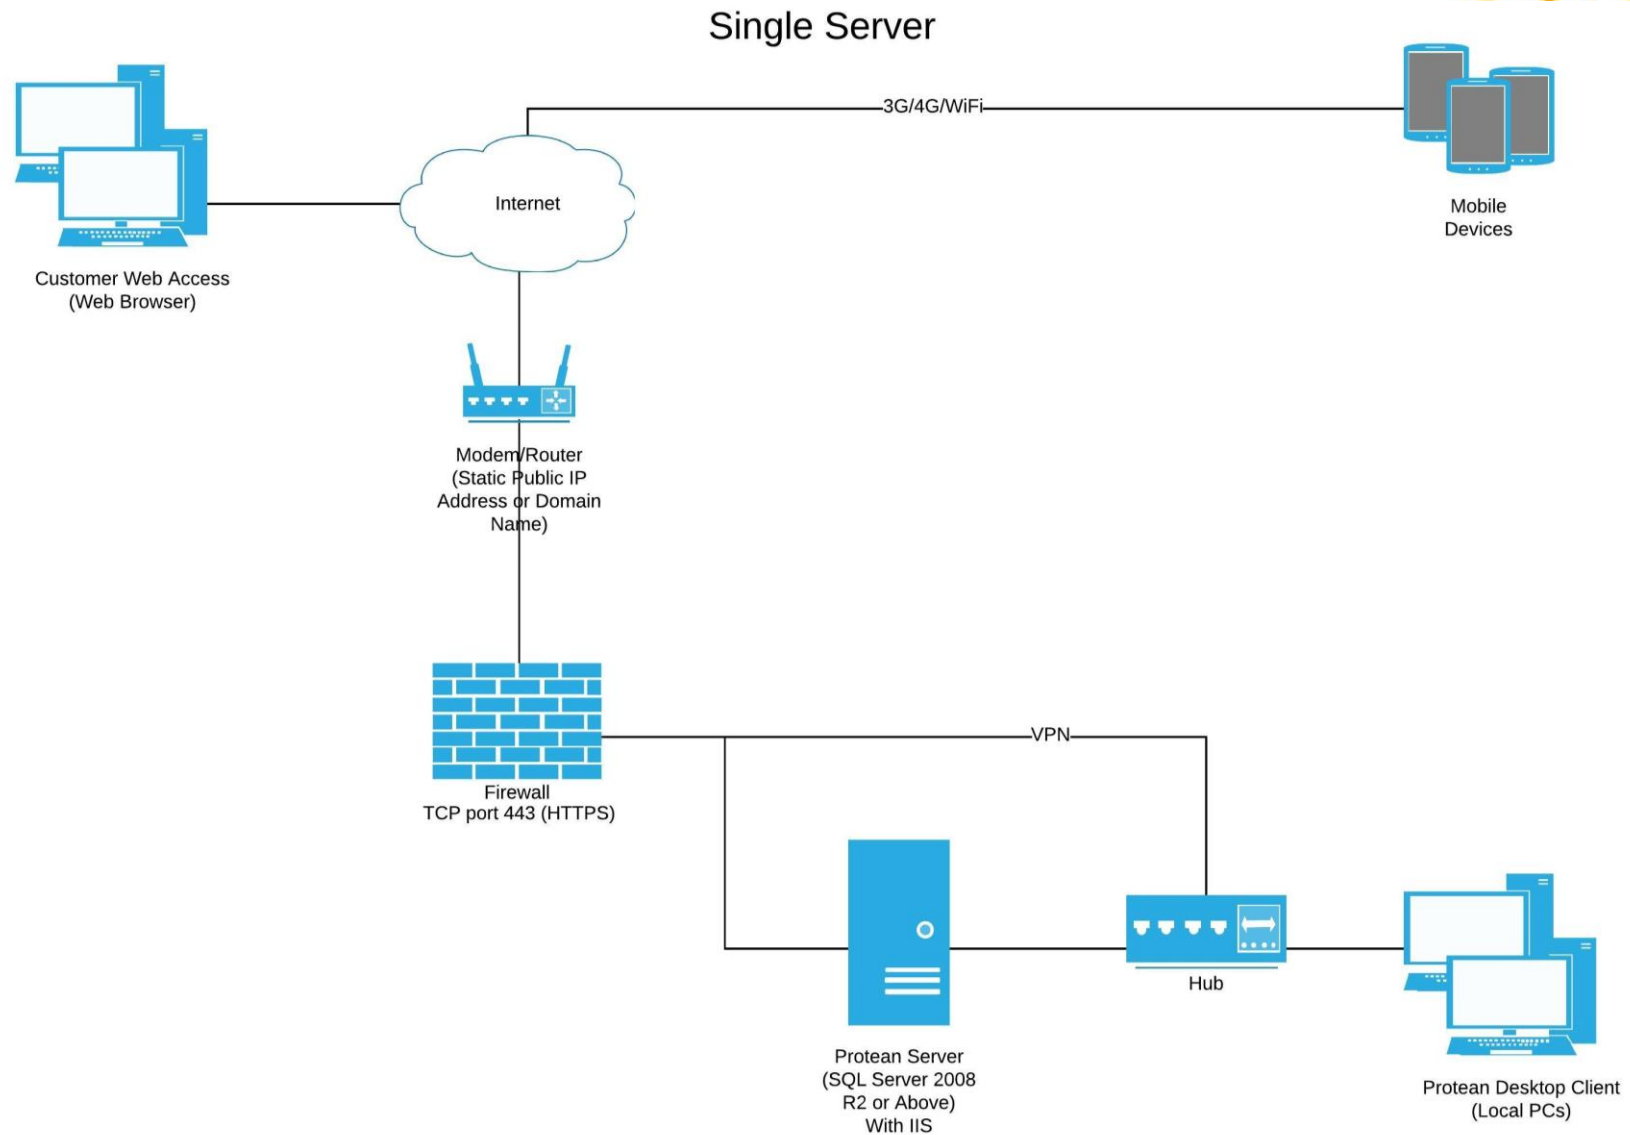 Single Server
3G/4G/WiFi
Internet
Mobile
Devices
Customer Web Access
(Web Browser)
Modem/Router
(Static Public IP
Address or Domain
Name)
VPN
Firewall
TCP port 443 (HTTPS)
Hub
Protean Server
(SQL Server 2008
R2 or Above)
With IIS
Protean Desktop Client
(Local PCs)